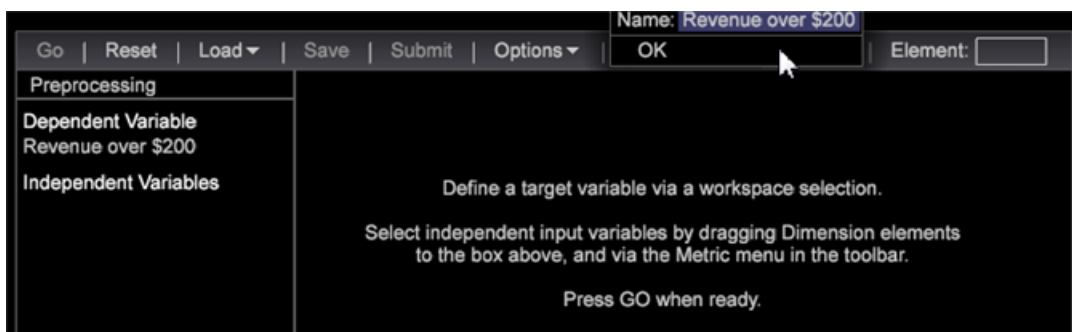 Name: Revenue over $200
Go | Reset | Load | Save | Submit | Options | OK | Element:
Preprocessing
Dependent Variable
Revenue over $200
Independent Variables
Define a target variable via a workspace selection.
Select independent input variables by dragging Dimension elements
to the box above, and via the Metric menu in the toolbar.
Press GO when ready.